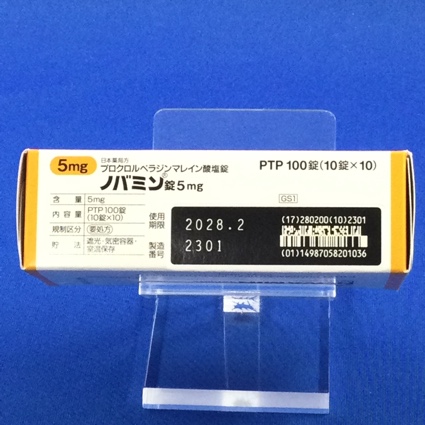 5mg
日本薬局方
プロクロルペラジンマレイン酸塩錠
ノバミン®錠5mg
PTP 100錠(10錠×10)
含量 5mg
内容量 PTP100錠
(10錠×10)
規制区分 要処方
貯法 遮光・気密容器・
室温保存
使用
期限 2028.2
製造
番号 2301
GS1
(17)280200(10)2301
(01)14987058201036